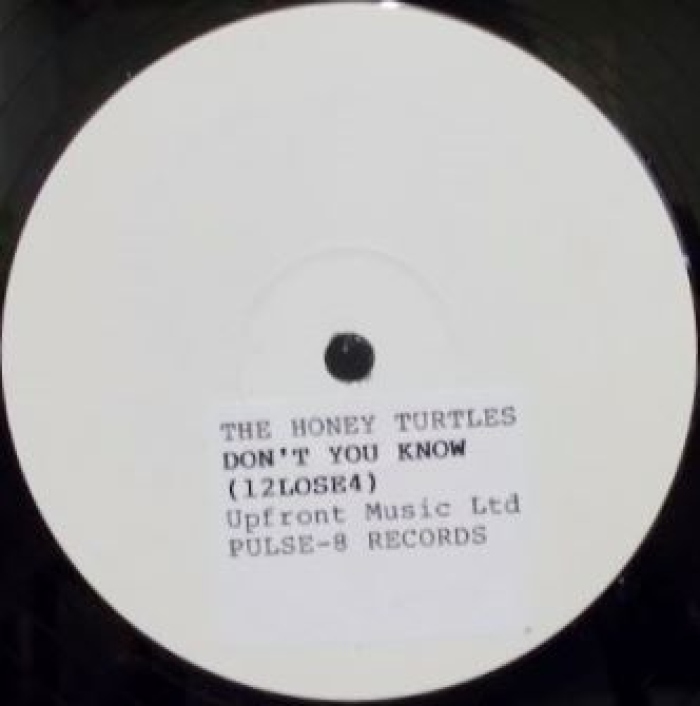 THE HONEY TURTLES
DON'T YOU KNOW
(12LOSE4)
Upfront Music Ltd
PULSE-8 RECORDS